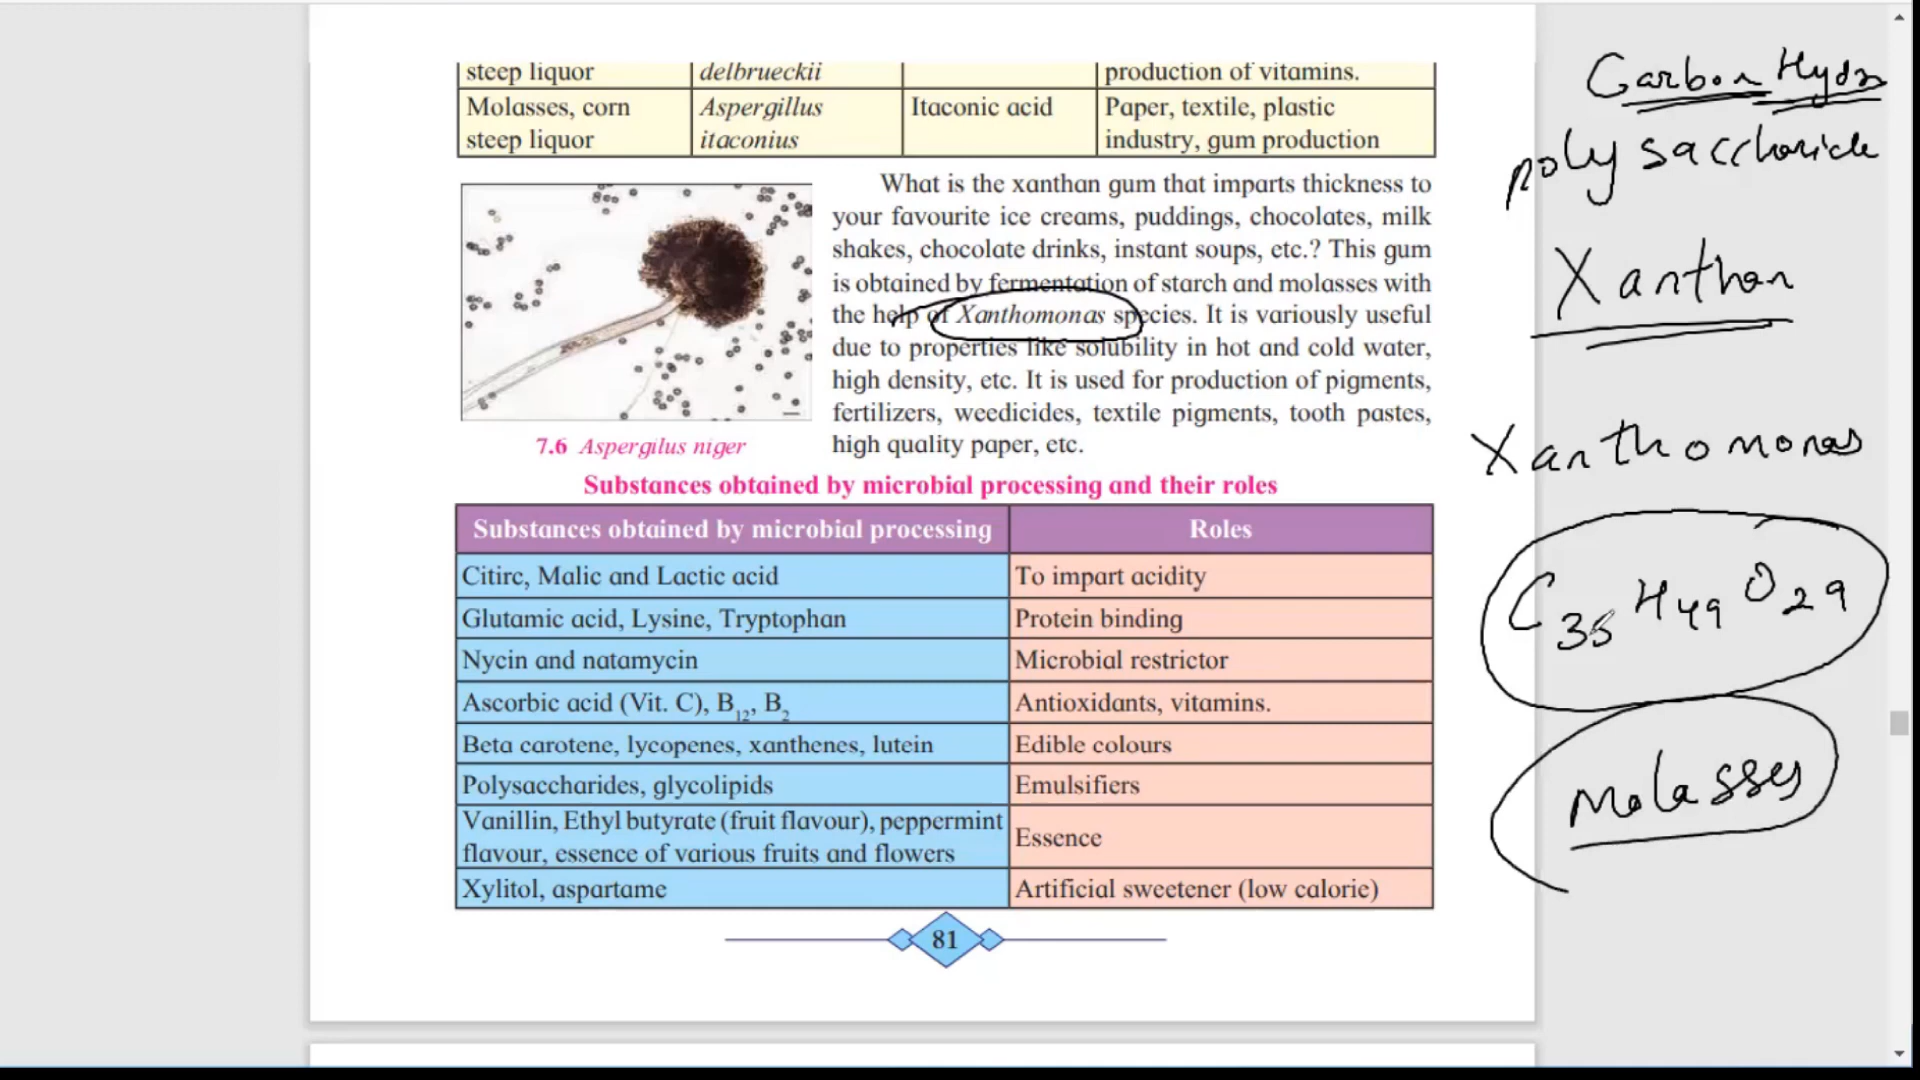 steep liquor delbrueckii production of vitamins.
Molasses, corn Aspergillus Itaconic acid Paper, textile, plastic
steep liquor itaconius industry, gum production
What is the xanthan gum that imparts thickness to
your favourite ice creams, puddings, chocolates, milk
shakes, chocolate drinks, instant soups, etc.? This gum
is obtained by fermentation of starch and molasses with
the help of Xanthomonas species. It is variously useful
due to properties like solubility in hot and cold water,
high density, etc. It is used for production of pigments,
fertilizers, weedicides, textile pigments, tooth pastes,
high quality paper, etc.
7.6 Aspergilus niger
Substances obtained by microbial processing and their roles
Substances obtained by microbial processing Roles
Citirc, Malic and Lactic acid To impart acidity
Glutamic acid, Lysine, Tryptophan Protein binding
Nycin and natamycin Microbial restrictor
Ascorbic acid (Vit. C), B12, B2 Antioxidants, vitamins.
Beta carotene, lycopenes, xanthenes, lutein Edible colours
Polysaccharides, glycolipids Emulsifiers
Vanillin, Ethyl butyrate (fruit flavour), peppermint
flavour, essence of various fruits and flowers Essence
Xylitol, aspartame Artificial sweetener (low calorie)
81
Carbon Hydro
polysaccharide
Xanthan
Xanthomonas
C35 H49 O29
Molasses